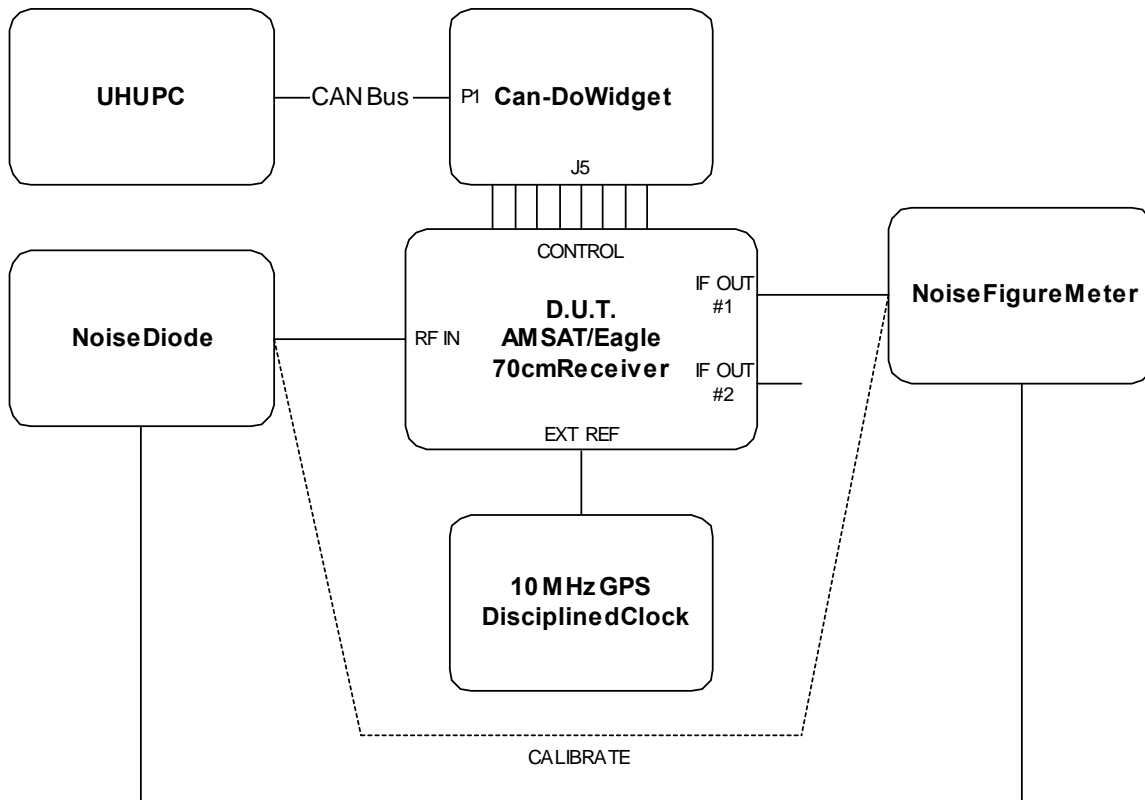 UHUPC
CAN Bus
P1 Can-DoWidget
J5
CONTROL
NoiseDiode
RF IN
D.U.T.
AMSAT/Eagle
70cmReceiver
IF OUT
#1
IF OUT
#2
EXT REF
NoiseFigureMeter
10 MHz GPS
DisciplinedClock
CALIBRATE